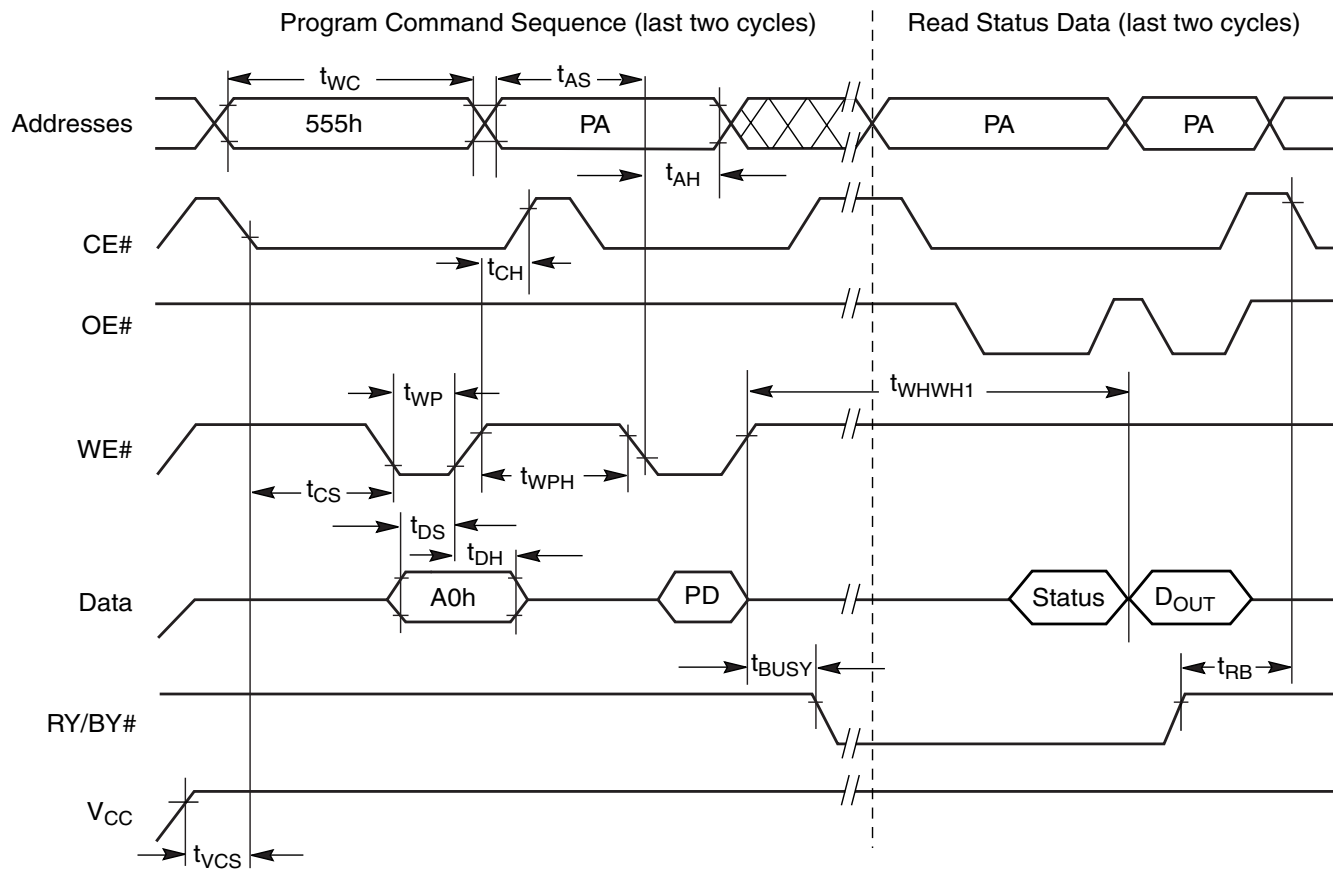 Program Command Sequence (last two cycles)
Read Status Data (last two cycles)
tWC
tAS
Addresses
555h
PA
PA
PA
tAH
CE#
tCH
OE#
tWP
tWHWH1
WE#
tCS
tWPH
tDS
tDH
Data
A0h
PD
Status
DOUT
tBUSY
tRB
RY/BY#
VCC
tVCS